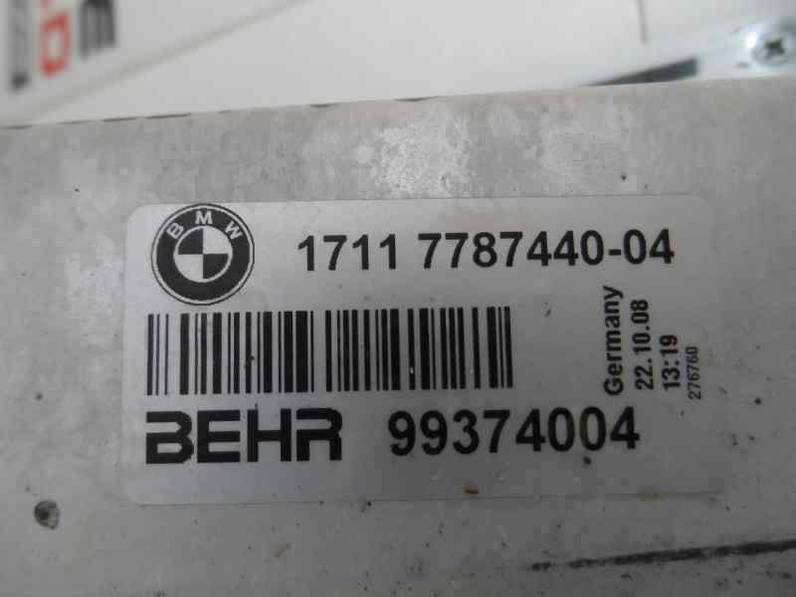 BMW
1711 7787440-04
Germany
22.10.08
13:19
276760
BEHR 99374004